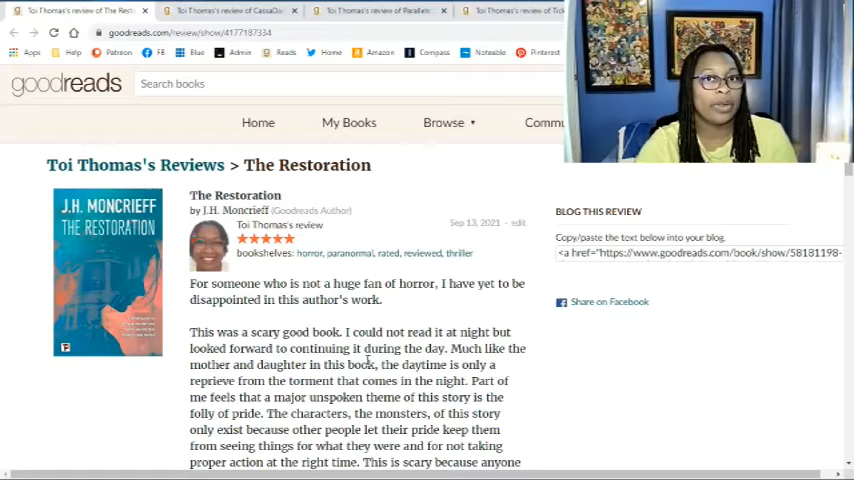 Toi Thomas's review of The Rest
Toi Thomas's review of CassaDa
Toi Thomas's review of Parallels
Toi Thomas's review of Tick
goodreads.com/review/show/4177187334
Apps
Help
Patreon
FB
Blue
Admin
Reads
Home
Amazon
Compass
Noteable
Pinterest
goodreads
Search books
Home
My Books
Browse
Commu
Toi Thomas's Reviews > The Restoration
J.H. MONCRIEFF
THE RESTORATION
The Restoration
by J.H. Moncrieff (Goodreads Author)
Toi Thomas's review
Sep 13, 2021 · edit
bookshelves: horror, paranormal, rated, reviewed, thriller
For someone who is not a huge fan of horror, I have yet to be
disappointed in this author's work.
This was a scary good book. I could not read it at night but
looked forward to continuing it during the day. Much like the
mother and daughter in this book, the daytime is only a
reprieve from the torment that comes in the night. Part of
me feels that a major unspoken theme of this story is the
folly of pride. The characters, the monsters, of this story
only exist because other people let their pride keep them
from seeing things for what they were and for not taking
proper action at the right time. This is scary because anyone
BLOG THIS REVIEW
Copy/paste the text below into your blog.
<a href="https://www.goodreads.com/book/show/58181198-
Share on Facebook